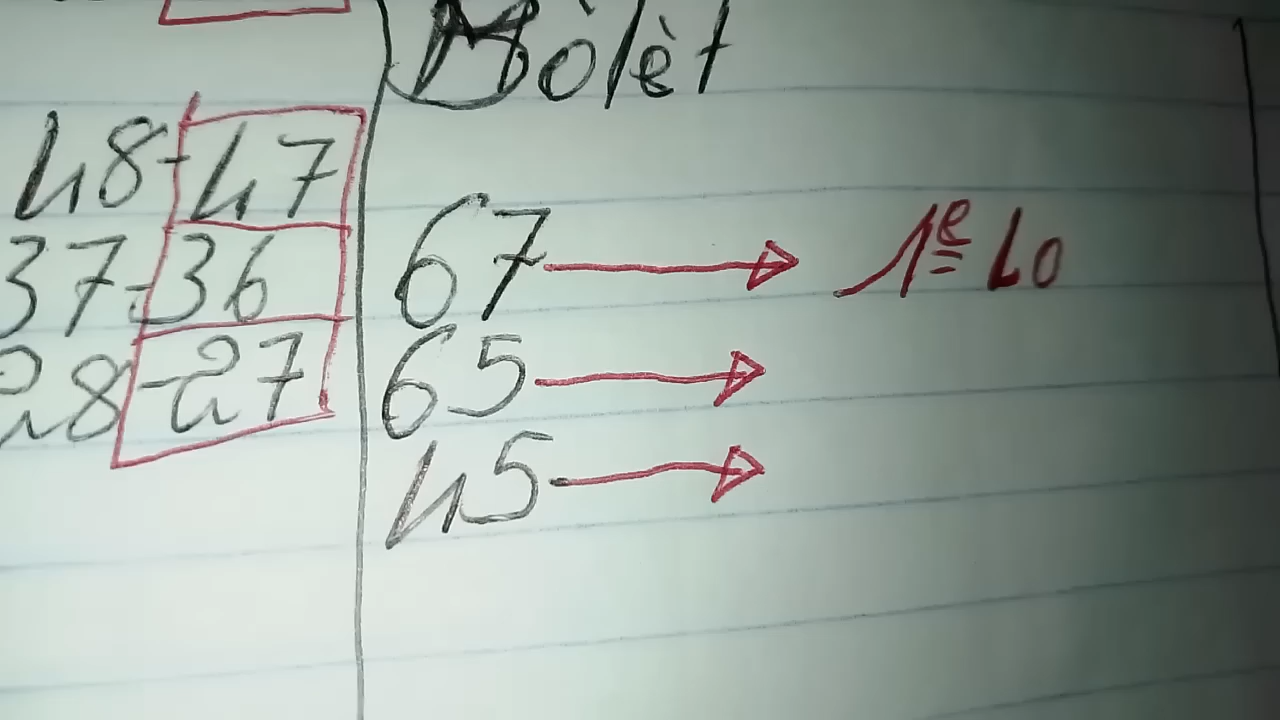 Bòlèt
48-47
37-36
28-27
67 → 1e Lo
65 →
45 →